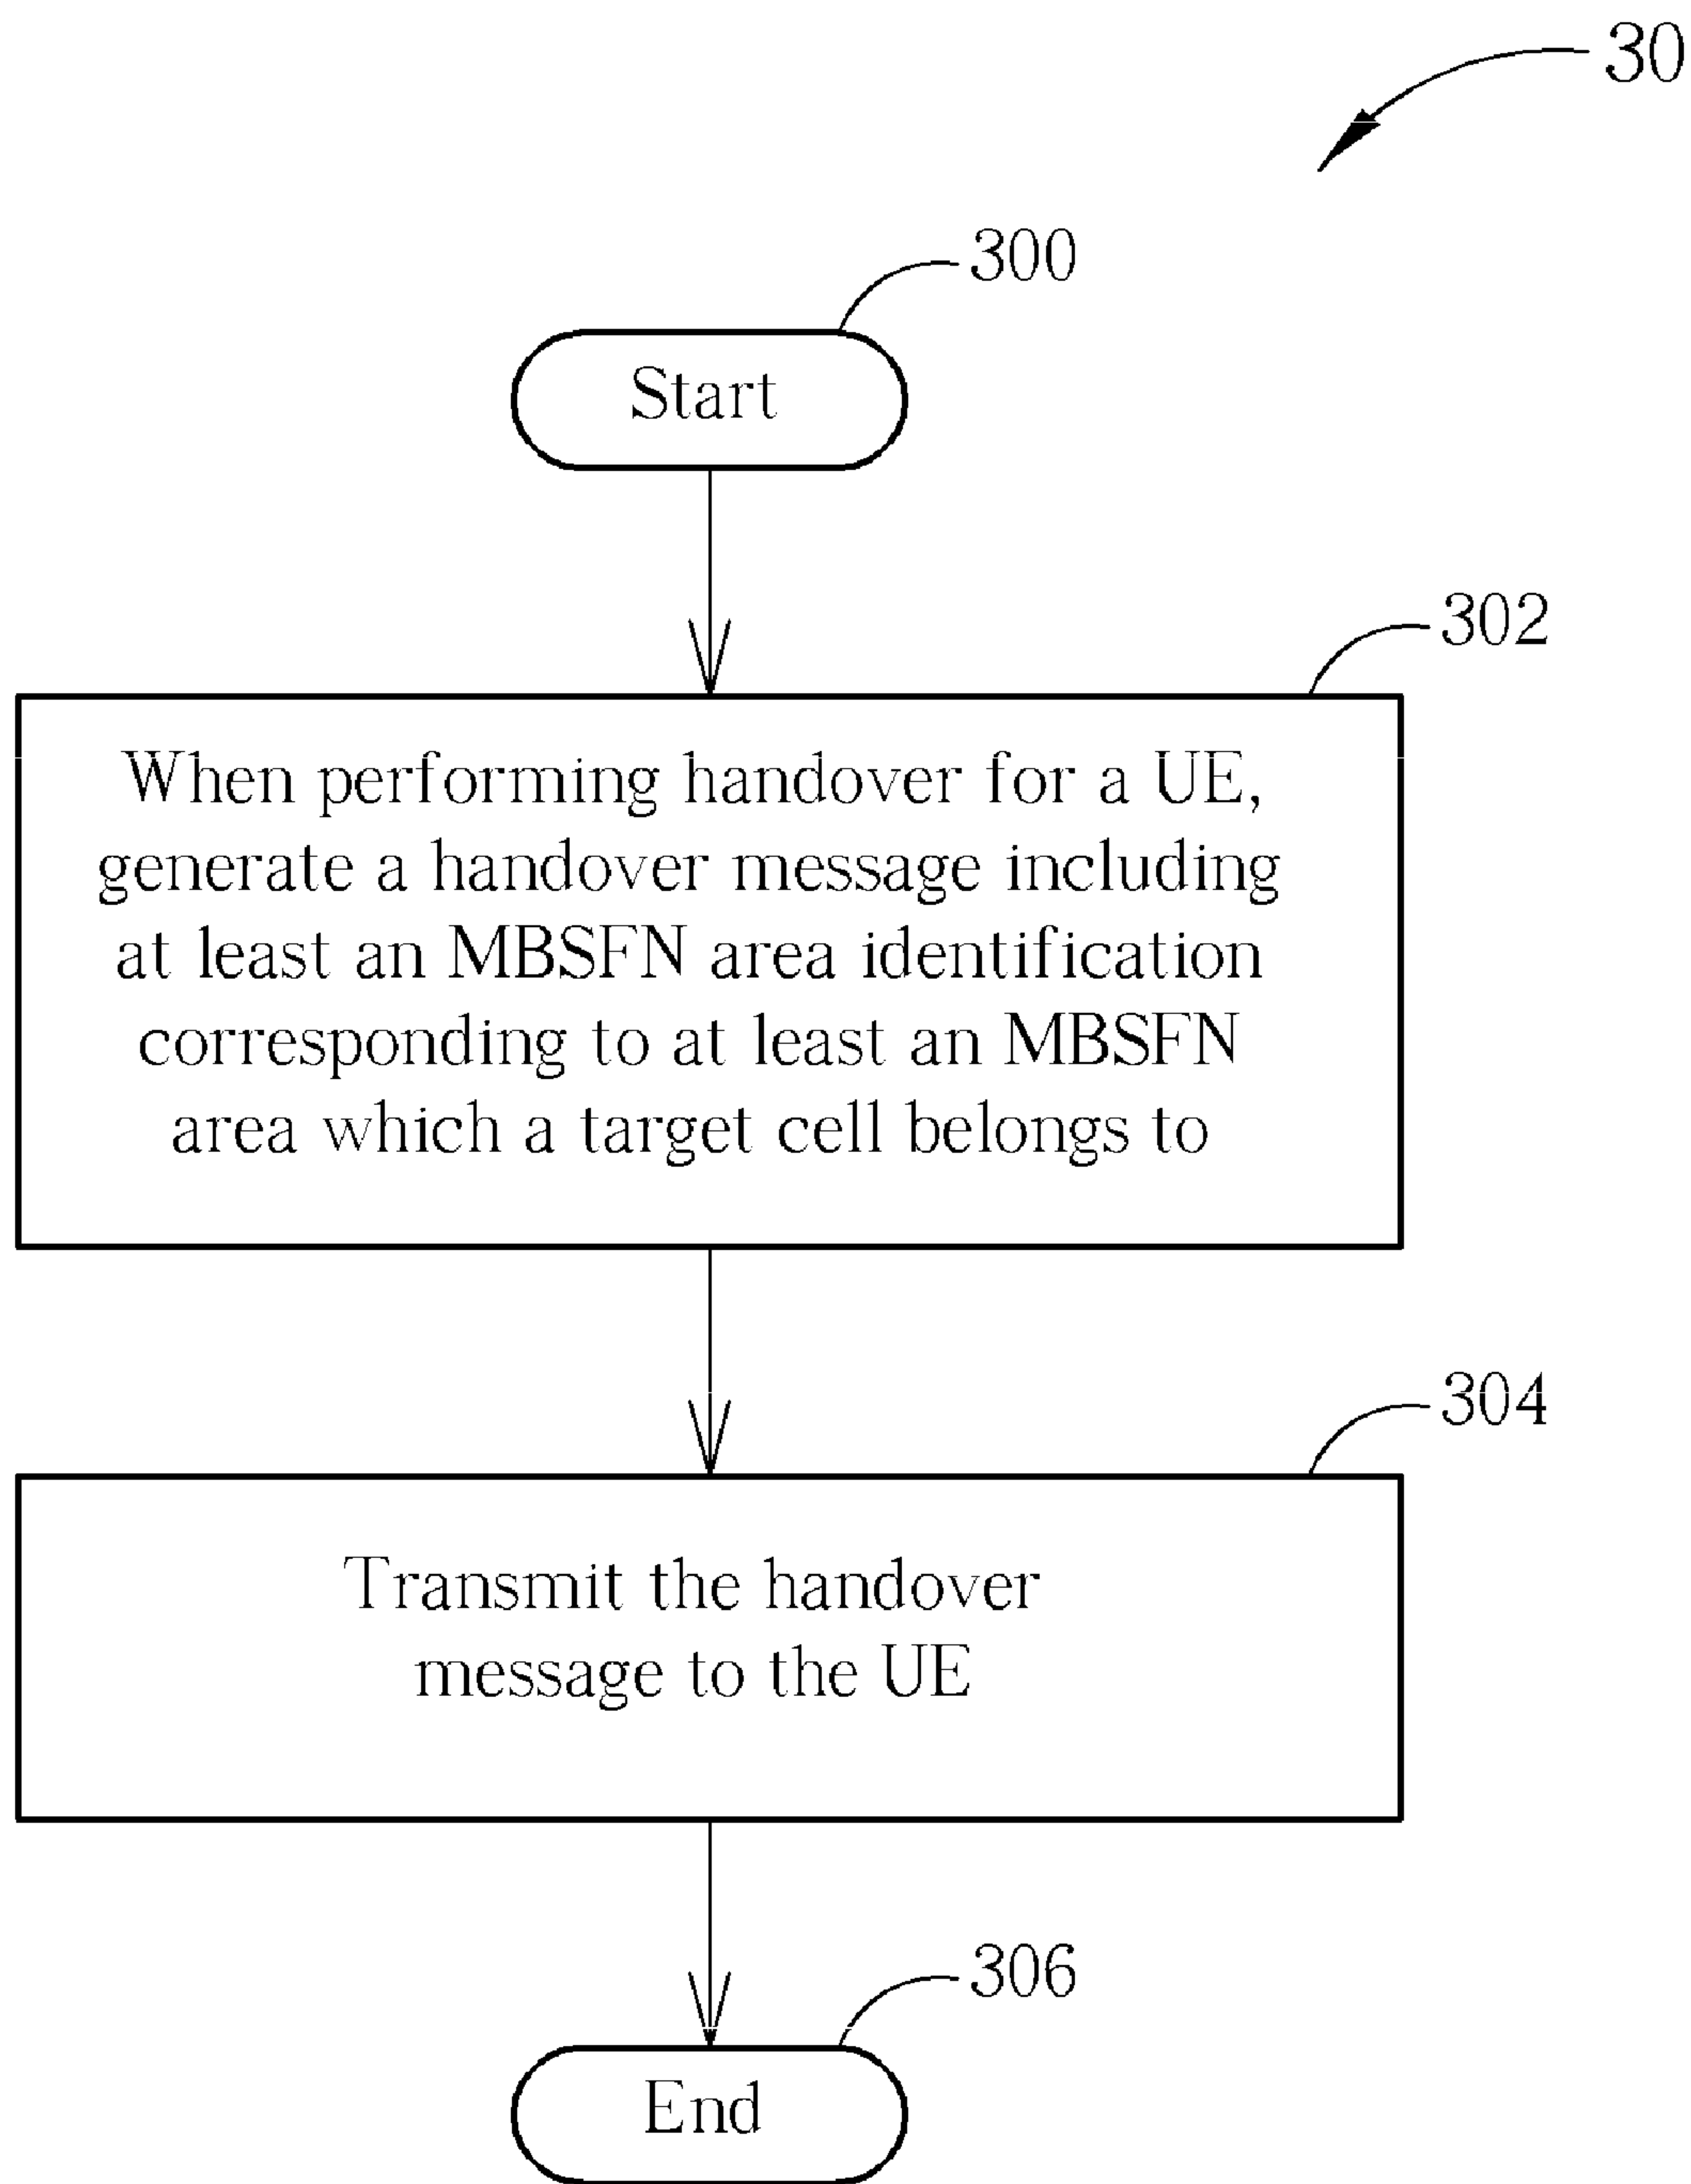 30
300
Start
302
When performing handover for a UE,
generate a handover message including
at least an MBSFN area identification
corresponding to at least an MBSFN
area which a target cell belongs to
304
Transmit the handover
message to the UE
306
End